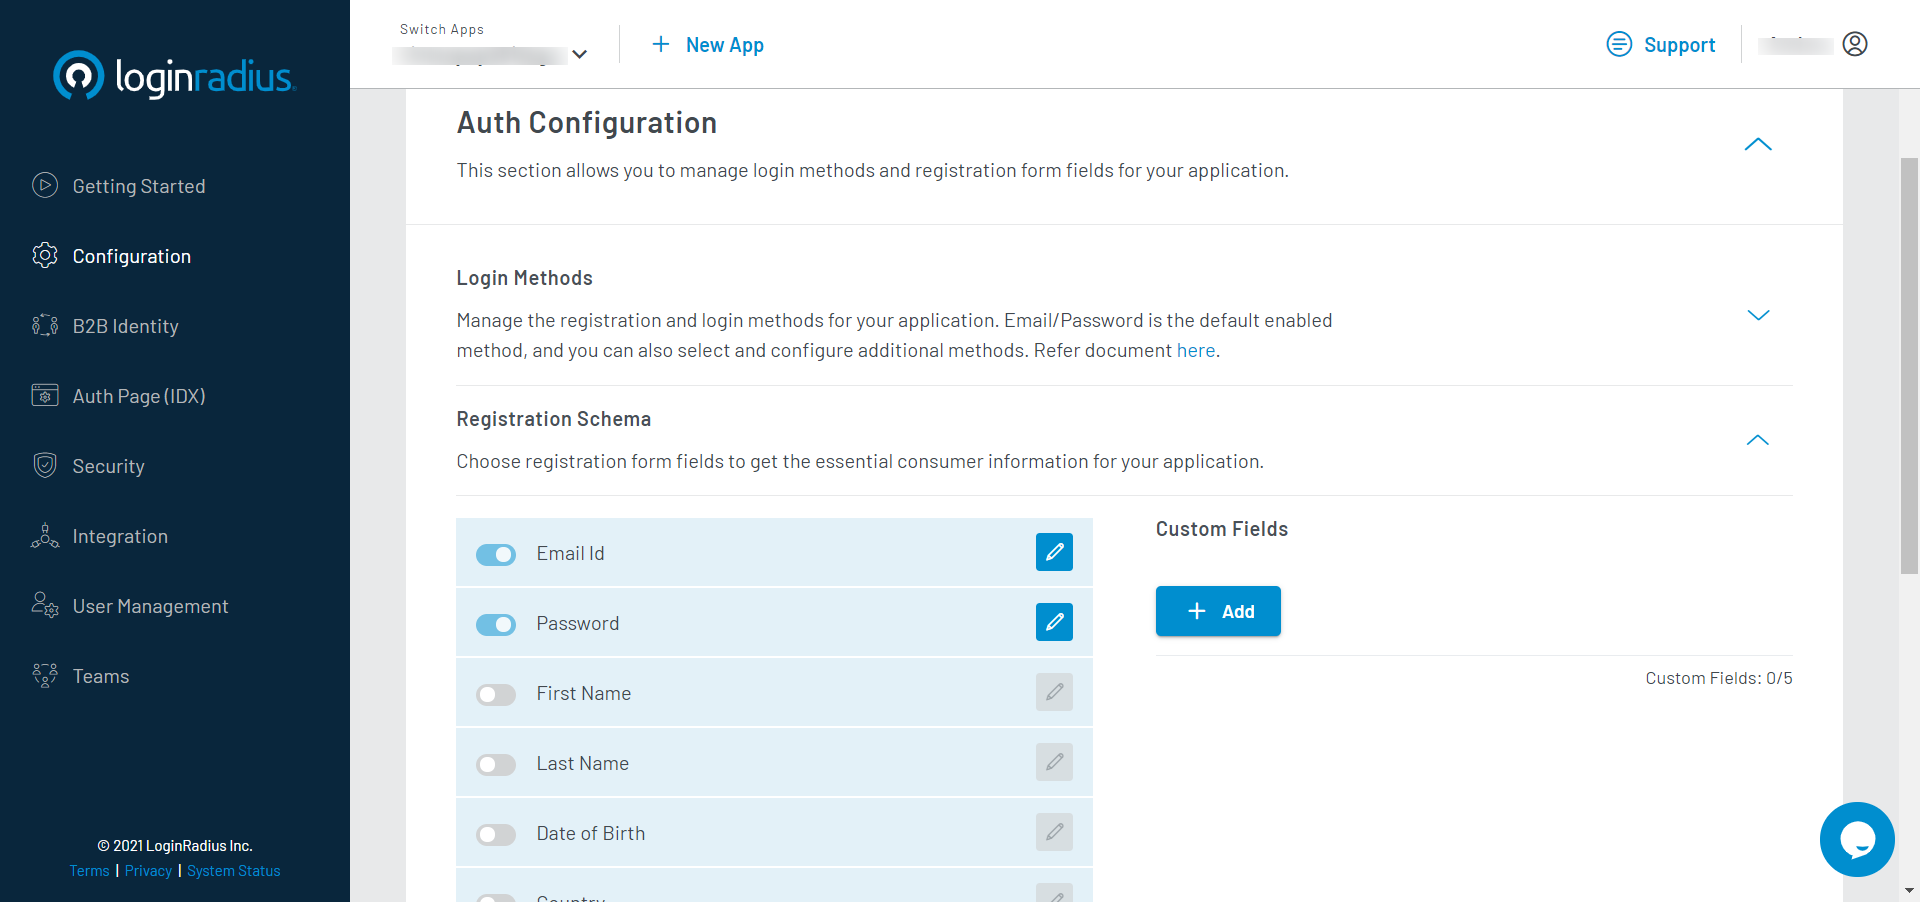 loginradius
Getting Started
Configuration
B2B Identity
Auth Page (IDX)
Security
Integration
User Management
Teams
© 2021 LoginRadius Inc.
Terms | Privacy | System Status
Switch Apps
New App
Support
Auth Configuration
This section allows you to manage login methods and registration form fields for your application.
Login Methods
Manage the registration and login methods for your application. Email/Password is the default enabled
method, and you can also select and configure additional methods. Refer document here.
Registration Schema
Choose registration form fields to get the essential consumer information for your application.
Email Id
Password
First Name
Last Name
Date of Birth
Country
Custom Fields
Add
Custom Fields: 0/5